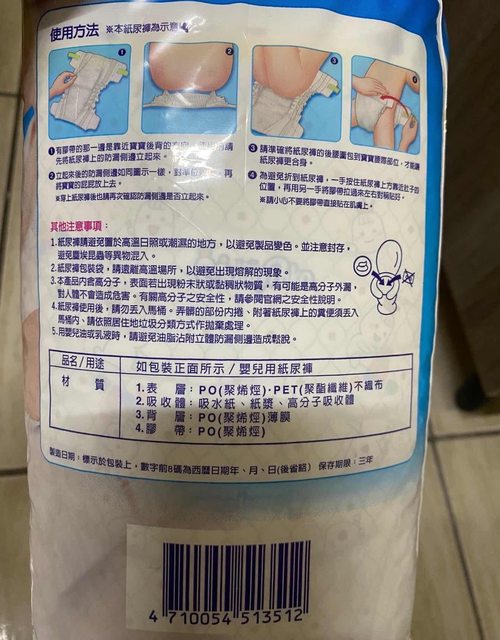 使用方法 ※本紙尿褲為示意
1
2
3
4
❶有膠帶的那一邊是靠近寶寶後背的
先將紙尿褲上的防漏側邊立起來。
❷立起來後的防漏側邊如同圖示一樣，對準位置後，再
將寶寶的屁屁放上去。
※穿上紙尿褲後也請再次確認防漏側邊是否立起來。
❸請準確將紙尿褲的後腰圍包到寶寶腰際部位，才能讓
紙尿褲更合身。
❹為避免折到紙尿褲，一手按住紙尿褲上方靠近肚子的
位置，再用另一手將膠帶拉過來左右對稱貼好。
※請小心不要將膠帶直接貼在肌膚上。
其他注意事項：
1.紙尿褲請避免置於高溫日照或潮濕的地方，以避免製品變色。並注意封存，
避免塵埃昆蟲等異物混入。
2.紙尿褲包裝袋，請遠離高溫場所，以避免出現熔解的現象。
3.本產品內含高分子，表面若出現粉末狀或黏稠狀物質，有可能是高分子外漏，
對人體不會造成危害。有關高分子之安全性，請參閱官網之安全性說明。
4.紙尿褲使用後，請勿丟入馬桶。弄髒的部份內捲、附著紙尿褲上的糞便須丟入
馬桶內、請依照居住地垃圾分類方式作拋棄處理。
5.用嬰兒油或乳液時，請避免油脂沾附立體防漏側邊造成鬆脫。
品名/用途 如包裝正面所示/嬰兒用紙尿褲
材 質 1.表 層：PO(聚烯烴)·PET(聚酯纖維)不織布
2.吸收體：吸水紙、紙漿、高分子吸收體
3.背 層：PO(聚烯烴)薄膜
4.膠 帶：PO(聚烯烴)
製造日期：標示於包裝上，數字前8碼為西曆日期年、月、日(後省略) 保存期限：三年
4 710054 513512